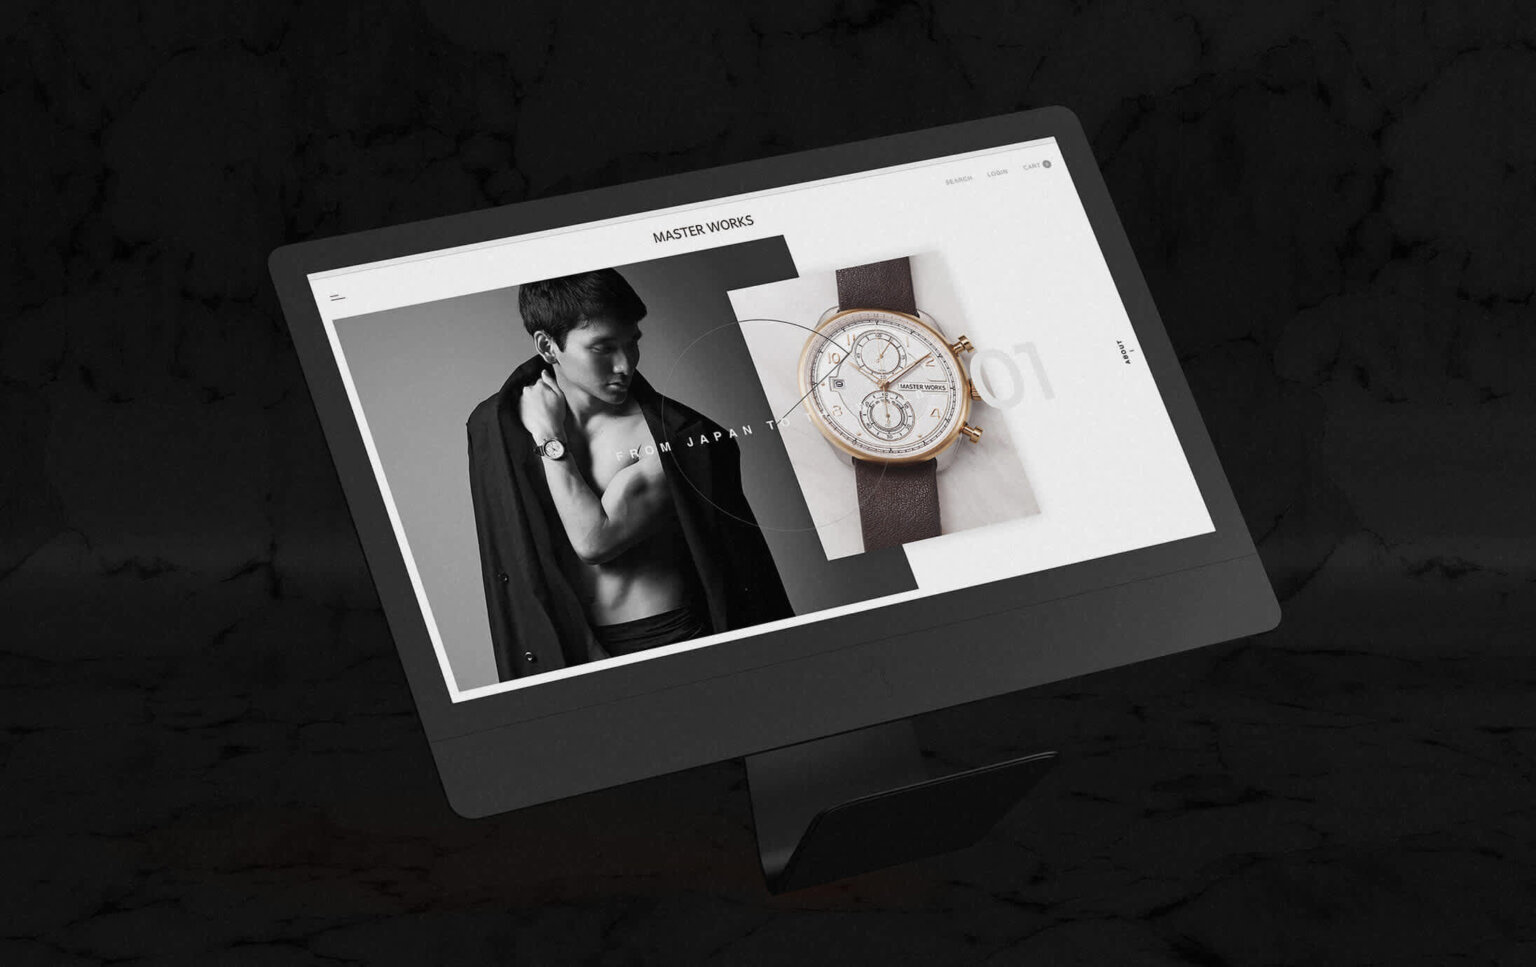 SEARCH
LOGIN
CART
MASTER WORKS
ABOUT
MASTER WORKS
FROM JAPAN TO
01